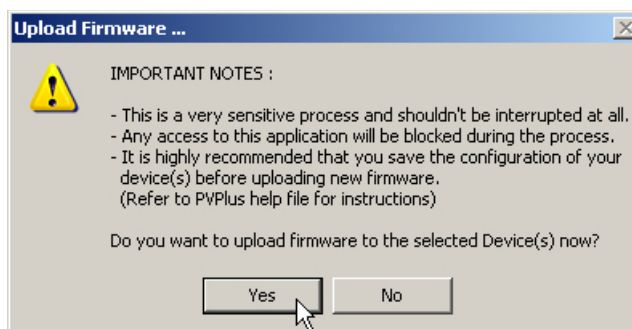 Upload Firmware ...
IMPORTANT NOTES :
- This is a very sensitive process and shouldn't be interrupted at all.
- Any access to this application will be blocked during the process.
- It is highly recommended that you save the configuration of your
device(s) before uploading new firmware.
(Refer to PVPlus help file for instructions)
Do you want to upload firmware to the selected Device(s) now?
Yes
No